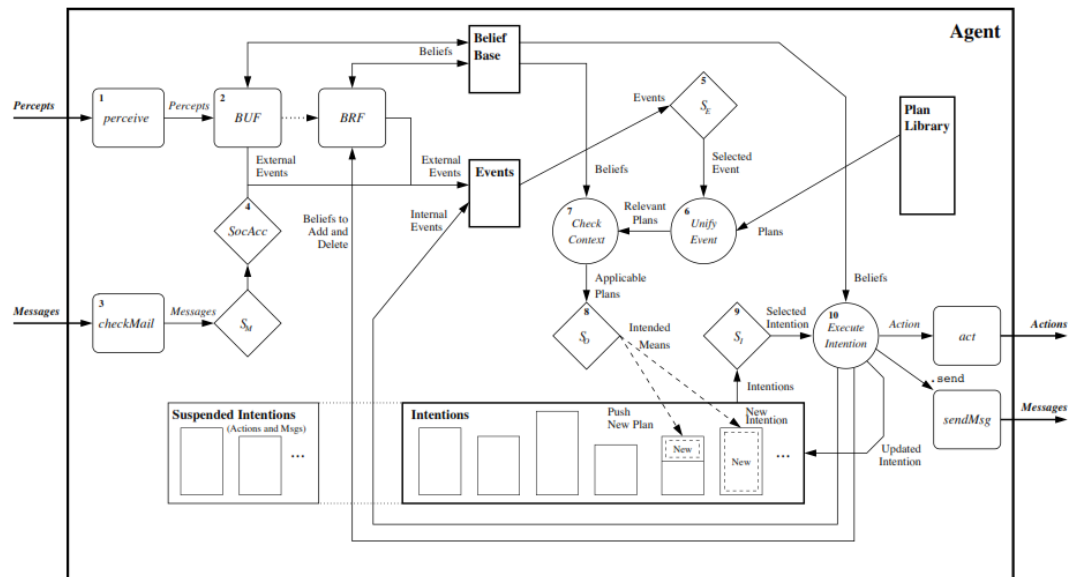 Agent
Belief
Base
Beliefs
Percepts
1
perceive
Percepts
2
BUF
BRF
Events
5
S_E
Plan
Library
External
Events
External
Events
Events
Selected
Event
Beliefs
Internal
Events
Beliefs to
Add and
Delete
4
SocAcc
7
Check
Context
Relevant
Plans
6
Unify
Event
Plans
Messages
3
checkMail
Messages
S_M
Applicable
Plans
8
S_O
Intended
Means
9
S_I
Selected
Intention
Beliefs
10
Execute
Intention
Action
act
Actions
.send
sendMsg
Messages
Intentions
Suspended Intentions
(Actions and Msgs)
...
Intentions
Push
New Plan
New
Intention
New
New
...
Updated
Intention